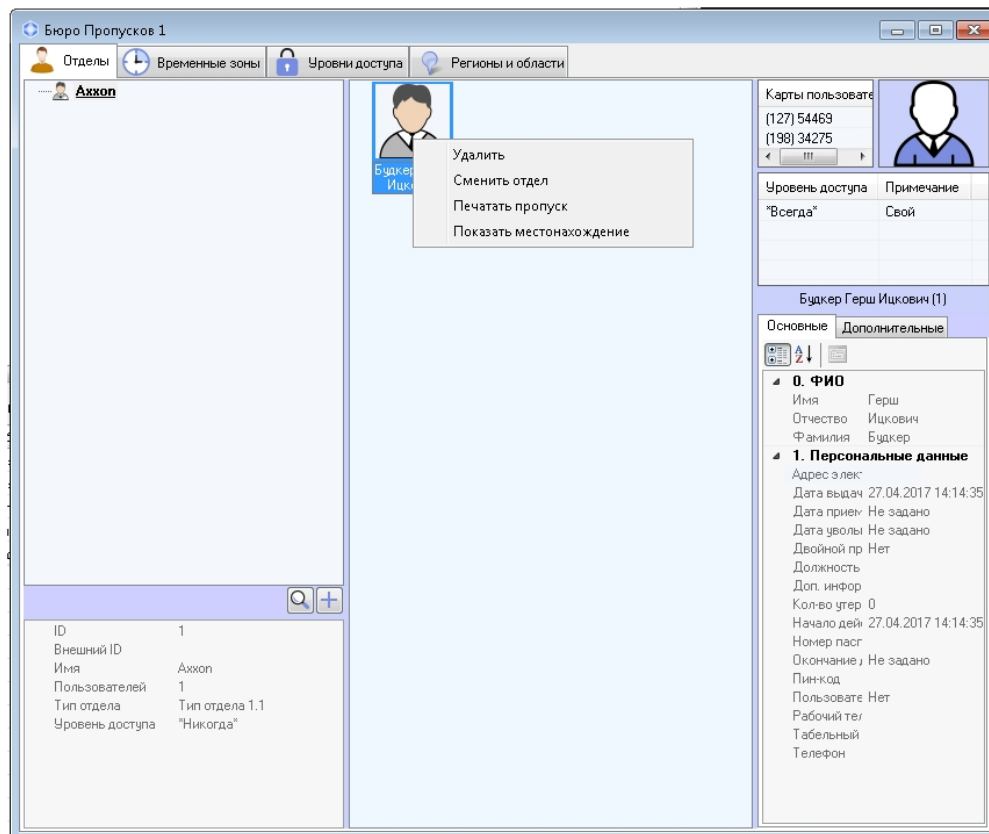 Бюро Пропусков 1
Отделы Временные зоны Уровни доступа Регионы и области
Axxon
Будкер
Ицк
Удалить
Сменить отдел
Печатать пропуск
Показать местонахождение
Карты пользовате
(127) 54469
(198) 34275
Уровень доступа Примечание
"Всегда" Свой
Будкер Герш Ицкович (1)
Основные Дополнительные
0. ФИО
Имя Герш
Отчество Ицкович
Фамилия Будкер
1. Персональные данные
Адрес элек
Дата выдач 27.04.2017 14:14:35
Дата прием Не задано
Дата уволы Не задано
Двойной пр Нет
Должность
Доп. инфор
Кол-во утер 0
Начало дей 27.04.2017 14:14:35
Номер пасп
Окончание Не задано
Пин-код
Пользовате Нет
Рабочий тел
Табельный
Телефон
ID 1
Внешний ID
Имя Axxon
Пользователей 1
Тип отдела Тип отдела 1.1
Уровень доступа "Никогда"